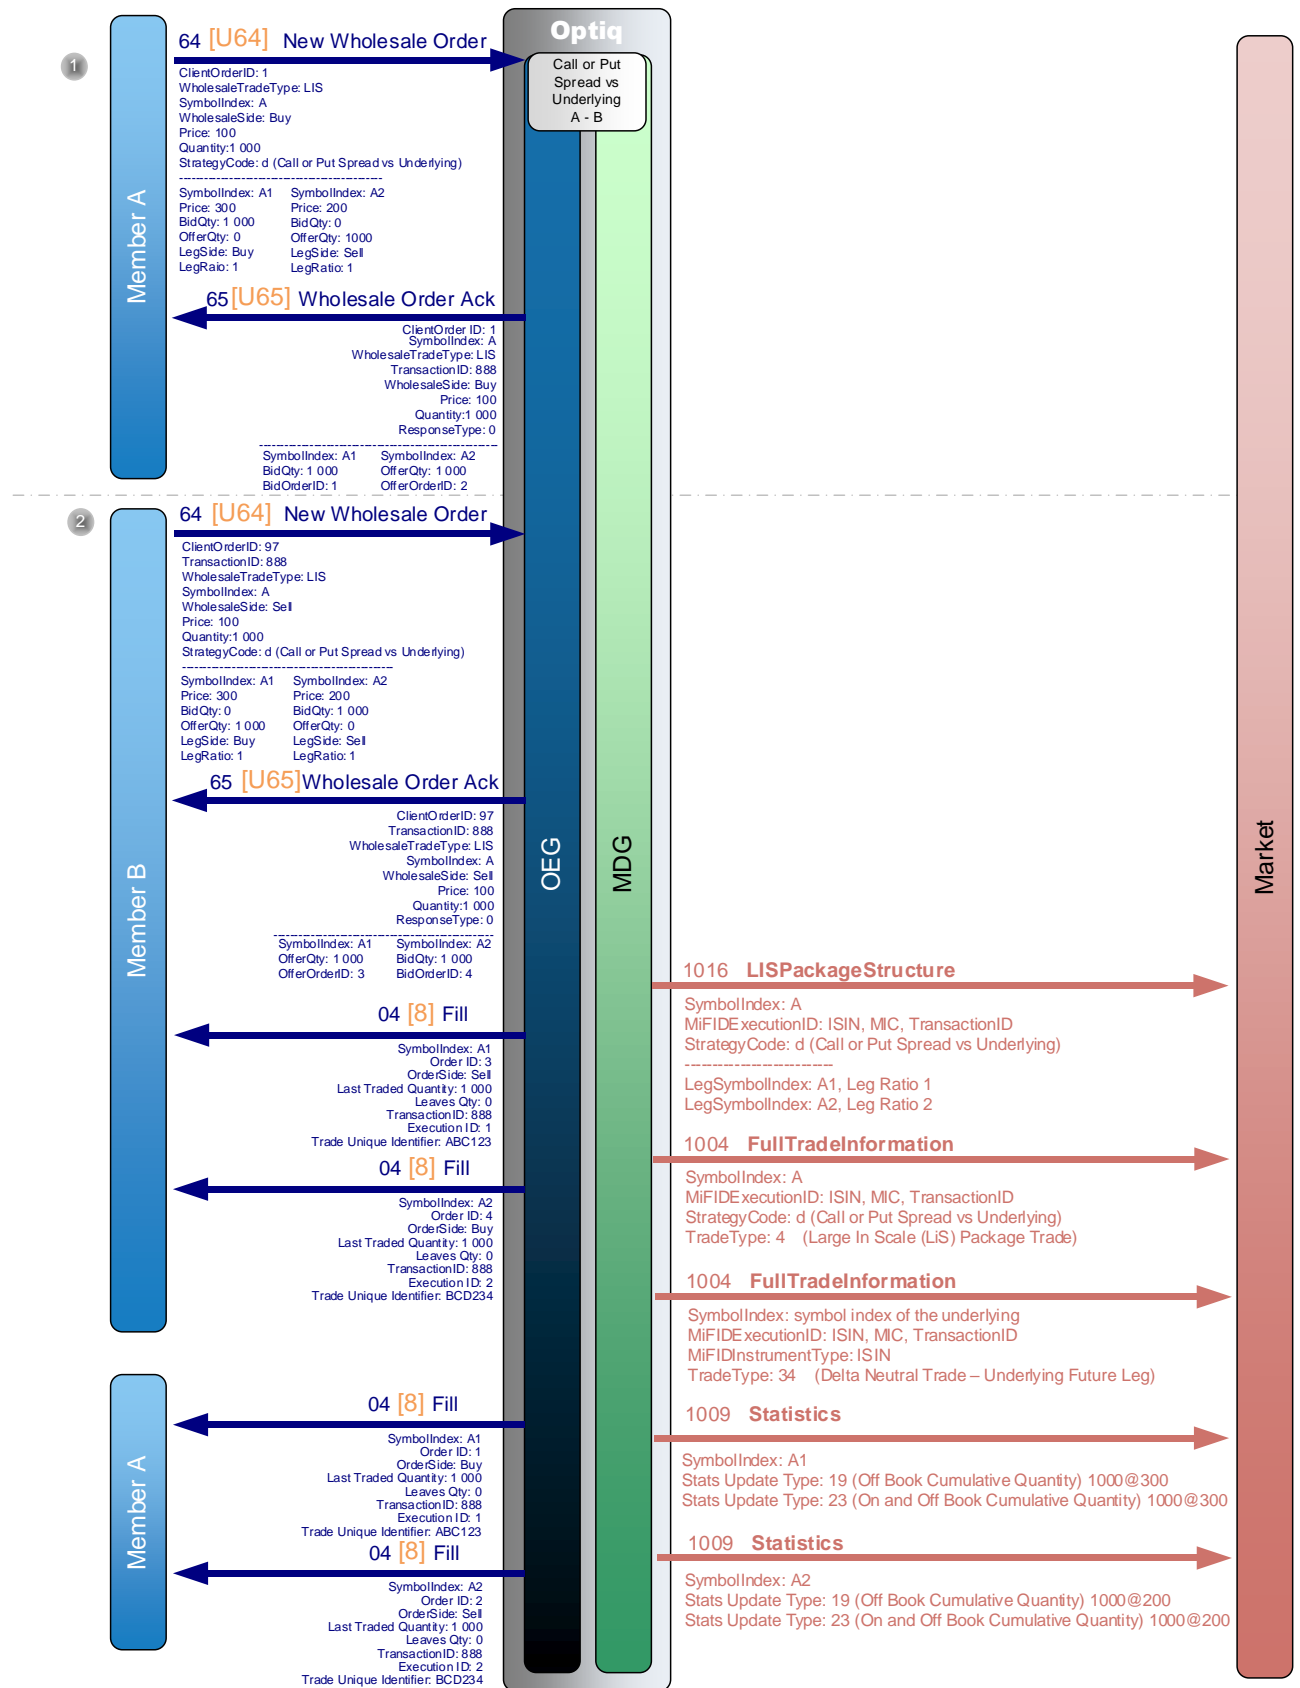 Optiq
Call or Put
Spread vs
Underlying
A - B
1
Member A
64 [U64] New Wholesale Order
ClientOrderID: 1
WholesaleTradeType: LIS
SymbolIndex: A
WholesaleSide: Buy
Price: 100
Quantity:1 000
StrategyCode: d (Call or Put Spread vs Underlying)
------------------------------------------------
SymbolIndex: A1 SymbolIndex: A2
Price: 300 Price: 200
BidQty: 1 000 BidQty: 0
OfferQty: 0 OfferQty: 1000
LegSide: Buy LegSide: Sell
LegRaio: 1 LegRatio: 1
65 [U65] Wholesale Order Ack
ClientOrder ID: 1
SymbolIndex: A
WholesaleTradeType: LIS
TransactionID: 888
WholesaleSide: Buy
Price: 100
Quantity:1 000
ResponseType: 0
------------------------------------------------
SymbolIndex: A1 SymbolIndex: A2
BidQty: 1 000 OfferQty: 1 000
BidOrderID: 1 OfferOrderID: 2
2
Member B
64 [U64] New Wholesale Order
ClientOrderID: 97
TransactionID: 888
WholesaleTradeType: LIS
SymbolIndex: A
WholesaleSide: Sell
Price: 100
Quantity:1 000
StrategyCode: d (Call or Put Spread vs Underlying)
------------------------------------------------
SymbolIndex: A1 SymbolIndex: A2
Price: 300 Price: 200
BidQty: 0 BidQty: 1 000
OfferQty: 1 000 OfferQty: 0
LegSide: Buy LegSide: Sell
LegRatio: 1 LegRatio: 1
65 [U65] Wholesale Order Ack
ClientOrderID: 97
TransactionID: 888
WholesaleTradeType: LIS
SymbolIndex: A
WholesaleSide: Sell
Price: 100
Quantity:1 000
ResponseType: 0
------------------------------------------------
SymbolIndex: A1 SymbolIndex: A2
OfferQty: 1 000 BidQty: 1 000
OfferOrderID: 3 BidOrderID: 4
04 [8] Fill
SymbolIndex: A1
Order ID: 3
OrderSide: Sell
Last Traded Quantity: 1 000
Leaves Qty: 0
TransactionID: 888
Execution ID: 1
Trade Unique Identifier: ABC123
04 [8] Fill
SymbolIndex: A2
Order ID: 4
OrderSide: Buy
Last Traded Quantity: 1 000
Leaves Qty: 0
TransactionID: 888
Execution ID: 2
Trade Unique Identifier: BCD234
Member A
04 [8] Fill
SymbolIndex: A1
Order ID: 1
OrderSide: Buy
Last Traded Quantity: 1 000
Leaves Qty: 0
TransactionID: 888
Execution ID: 1
Trade Unique Identifier: ABC123
04 [8] Fill
SymbolIndex: A2
Order ID: 2
OrderSide: Sell
Last Traded Quantity: 1 000
Leaves Qty: 0
TransactionID: 888
Execution ID: 2
Trade Unique Identifier: BCD234
OEG
MDG
1016 LISPackageStructure
SymbolIndex: A
MiFIDExecutionID: ISIN, MIC, TransactionID
StrategyCode: d (Call or Put Spread vs Underlying)
---------------------------
LegSymbolIndex: A1, Leg Ratio 1
LegSymbolIndex: A2, Leg Ratio 2
1004 FullTradeInformation
SymbolIndex: A
MiFIDExecutionID: ISIN, MIC, TransactionID
StrategyCode: d (Call or Put Spread vs Underlying)
TradeType: 4 (Large In Scale (LiS) Package Trade)
1004 FullTradeInformation
SymbolIndex: symbol index of the underlying
MiFIDExecutionID: ISIN, MIC, TransactionID
MiFIDInstrumentType: ISIN
TradeType: 34 (Delta Neutral Trade – Underlying Future Leg)
1009 Statistics
SymbolIndex: A1
Stats Update Type: 19 (Off Book Cumulative Quantity) 1000@300
Stats Update Type: 23 (On and Off Book Cumulative Quantity) 1000@300
1009 Statistics
SymbolIndex: A2
Stats Update Type: 19 (Off Book Cumulative Quantity) 1000@200
Stats Update Type: 23 (On and Off Book Cumulative Quantity) 1000@200
Market